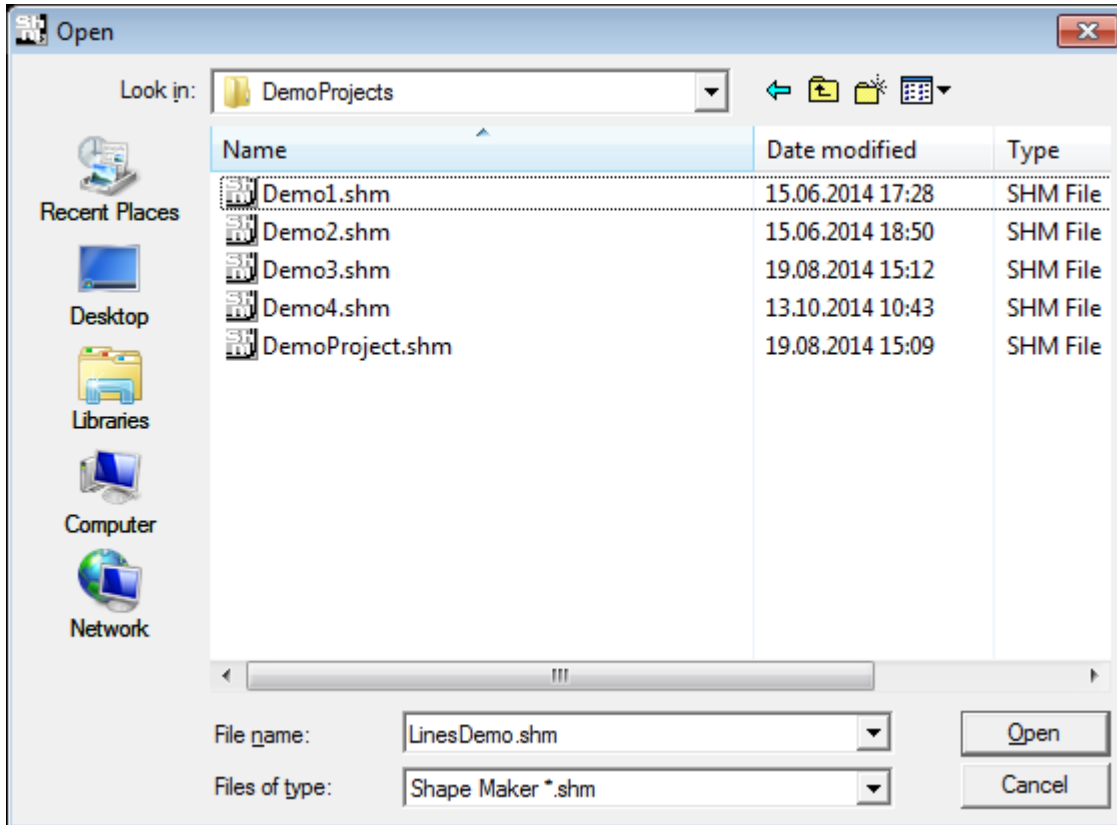 Open
Look in: DemoProjects
Name Date modified Type
Recent Places
Desktop
Libraries
Computer
Network
Demo1.shm 15.06.2014 17:28 SHM File
Demo2.shm 15.06.2014 18:50 SHM File
Demo3.shm 19.08.2014 15:12 SHM File
Demo4.shm 13.10.2014 10:43 SHM File
DemoProject.shm 19.08.2014 15:09 SHM File
File name: LinesDemo.shm Open
Files of type: Shape Maker *.shm Cancel